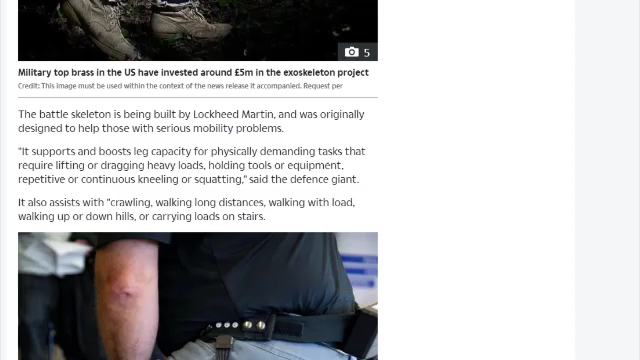 5
Military top brass in the US have invested around £5m in the exoskeleton project
Credit: This image must be used within the context of the news release it accompanied. Request per
The battle skeleton is being built by Lockheed Martin, and was originally
designed to help those with serious mobility problems.
"It supports and boosts leg capacity for physically demanding tasks that
require lifting or dragging heavy loads, holding tools or equipment,
repetitive or continuous kneeling or squatting," said the defence giant.
It also assists with "crawling, walking long distances, walking with load,
walking up or down hills, or carrying loads on stairs.